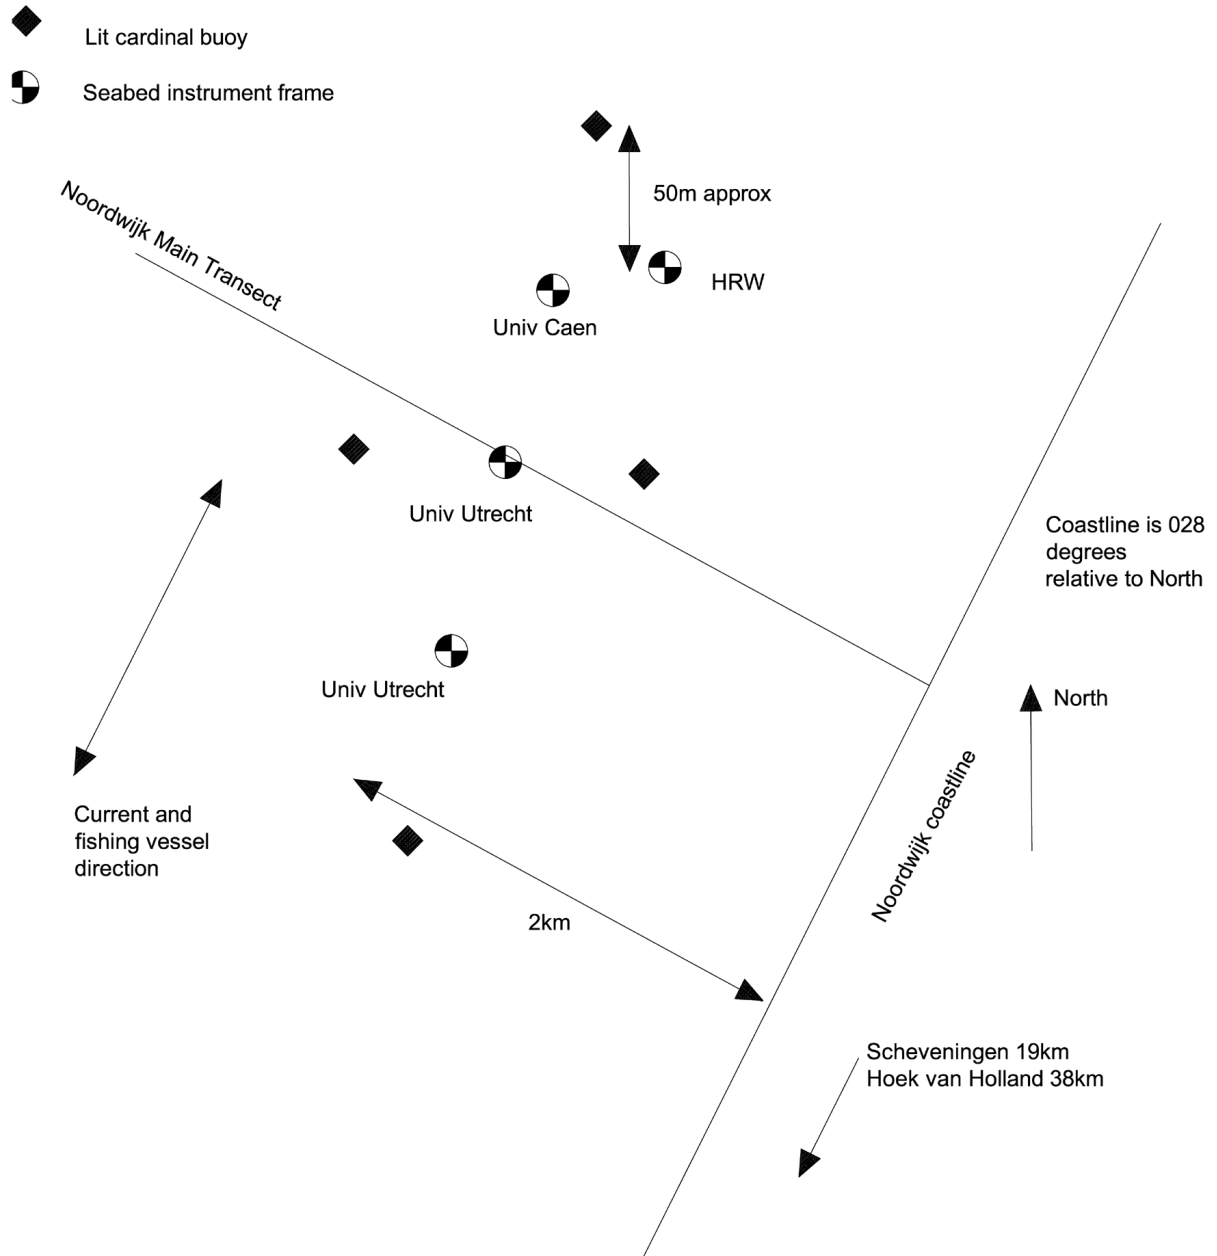 Lit cardinal buoy
Seabed instrument frame
50m approx
Noordwijk Main Transect
HRW
Univ Caen
Univ Utrecht
Coastline is 028
degrees
relative to North
Univ Utrecht
North
Noordwijk coastline
Current and
fishing vessel
direction
2km
Scheveningen 19km
Hoek van Holland 38km